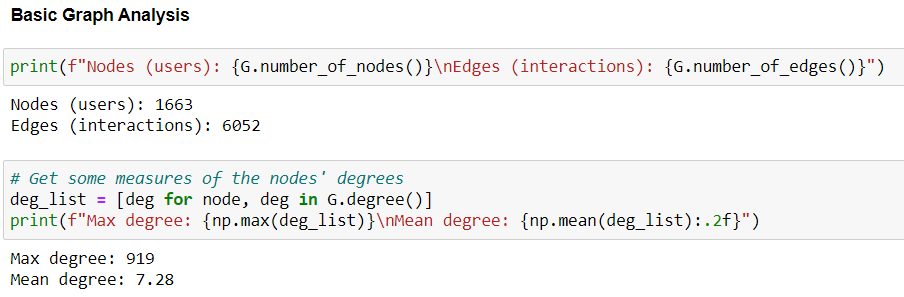 Basic Graph Analysis
print(f"Nodes (users): {G.number_of_nodes()}\nEdges (interactions): {G.number_of_edges()}")
Nodes (users): 1663
Edges (interactions): 6052
# Get some measures of the nodes' degrees
deg_list = [deg for node, deg in G.degree()]
print(f"Max degree: {np.max(deg_list)}\nMean degree: {np.mean(deg_list):.2f}")
Max degree: 919
Mean degree: 7.28